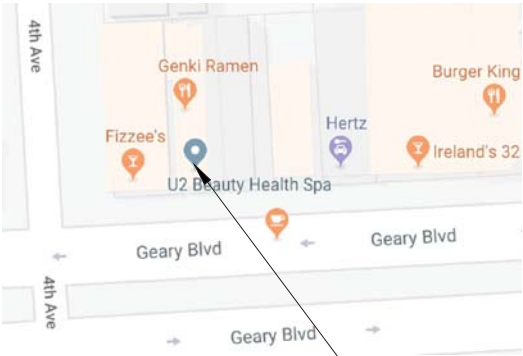 4th Ave
Genki Ramen
Burger King
Fizzee's
Hertz
Ireland's 32
U2 Beauty Health Spa
Geary Blvd
Geary Blvd
4th Ave
Geary Blvd